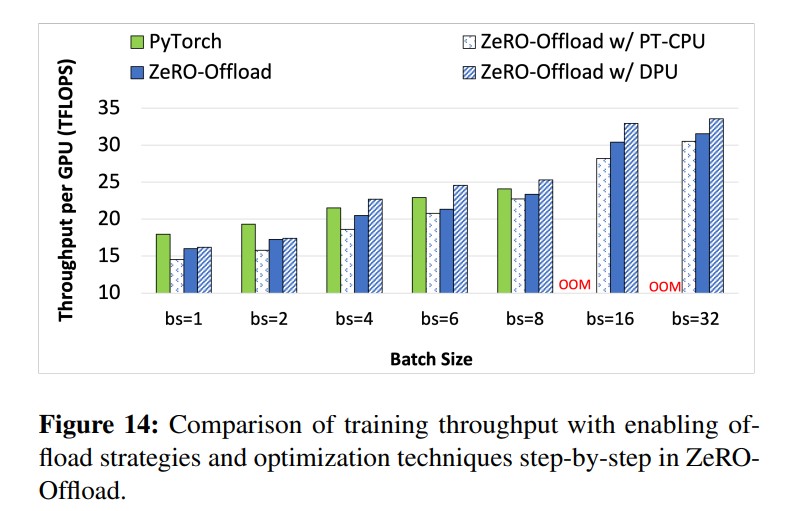 PyTorch
ZeRO-Offload w/ PT-CPU
ZeRO-Offload
ZeRO-Offload w/ DPU
Throughput per GPU (TFLOPS)
35
30
25
20
15
10
OOM
OOM
bs=1 bs=2 bs=4 bs=6 bs=8 bs=16 bs=32
Batch Size
Figure 14: Comparison of training throughput with enabling of-
fload strategies and optimization techniques step-by-step in ZeRO-
Offload.